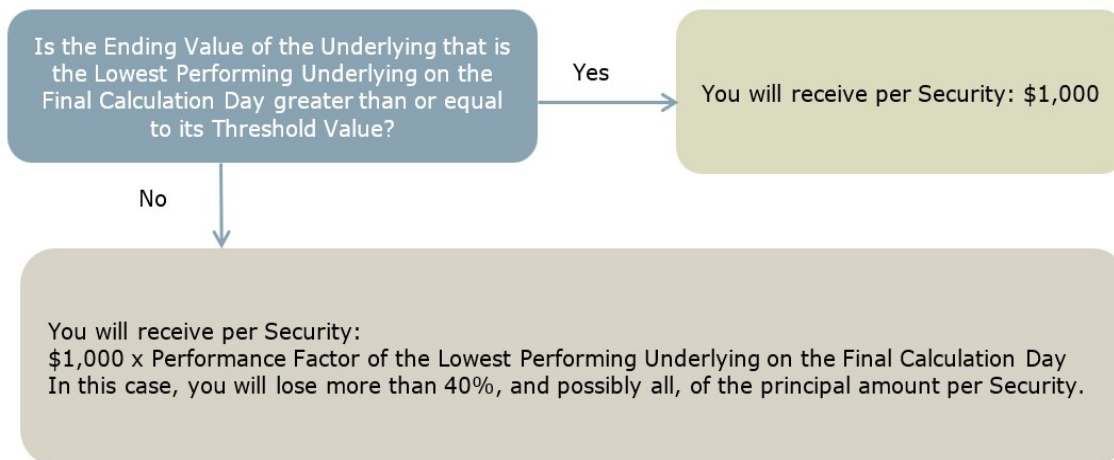 Is the Ending Value of the Underlying that is
the Lowest Performing Underlying on the
Final Calculation Day greater than or equal
to its Threshold Value?
Yes
You will receive per Security: $1,000
No
You will receive per Security:
$1,000 x Performance Factor of the Lowest Performing Underlying on the Final Calculation Day
In this case, you will lose more than 40%, and possibly all, of the principal amount per Security.